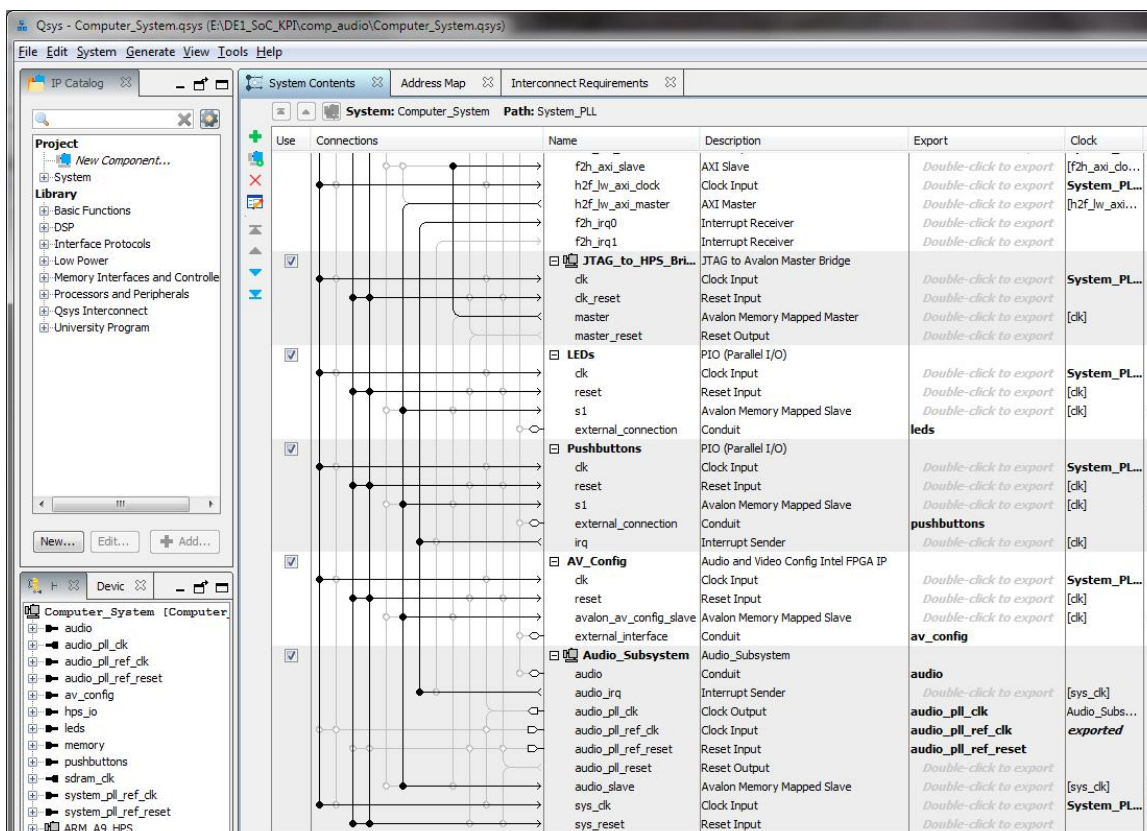 Qsys - Computer_System.qsys (E:\DE1_SoC_KPI\comp_audio\Computer_System.qsys)
File Edit System Generate View Tools Help
IP Catalog
Project
New Component...
System
Library
Basic Functions
DSP
Interface Protocols
Low Power
Memory Interfaces and Controlle
Processors and Peripherals
Qsys Interconnect
University Program
New... Edit... Add...
Devic
Computer_System [Computer_
audio
audio_pll_clk
audio_pll_ref_clk
audio_pll_ref_reset
av_config
hps_io
leds
memory
pushbuttons
sdram_clk
system_pll_ref_clk
system_pll_ref_reset
ARM_A9_HPS
System Contents Address Map Interconnect Requirements
System: Computer_System Path: System_PLL
Use Connections Name Description Export Clock
f2h_axi_slave AXI Slave Double-click to export [f2h_axi_clo...
h2f_lw_axi_clock Clock Input Double-click to export System_PL...
h2f_lw_axi_master AXI Master Double-click to export [h2f_lw_axi...
f2h_irq0 Interrupt Receiver Double-click to export
f2h_irq1 Interrupt Receiver Double-click to export
JTAG_to_HPS_Bri... JTAG to Avalon Master Bridge
clk Clock Input Double-click to export System_PL...
clk_reset Reset Input Double-click to export
master Avalon Memory Mapped Master Double-click to export [clk]
master_reset Reset Output Double-click to export
LEDs PIO (Parallel I/O)
clk Clock Input Double-click to export System_PL...
reset Reset Input Double-click to export [clk]
s1 Avalon Memory Mapped Slave Double-click to export [clk]
external_connection Conduit leds
Pushbuttons PIO (Parallel I/O)
clk Clock Input Double-click to export System_PL...
reset Reset Input Double-click to export [clk]
s1 Avalon Memory Mapped Slave Double-click to export [clk]
external_connection Conduit pushbuttons
irq Interrupt Sender Double-click to export [clk]
AV_Config Audio and Video Config Intel FPGA IP
clk Clock Input Double-click to export System_PL...
reset Reset Input Double-click to export [clk]
avalon_av_config_slave Avalon Memory Mapped Slave Double-click to export [clk]
external_interface Conduit av_config
Audio_Subsystem Audio_Subsystem
audio Conduit audio
audio_irq Interrupt Sender Double-click to export [sys_clk]
audio_pll_clk Clock Output audio_pll_clk Audio_Subs...
audio_pll_ref_clk Clock Input audio_pll_ref_clk exported
audio_pll_ref_reset Reset Input audio_pll_ref_reset
audio_pll_reset Reset Output Double-click to export
audio_slave Avalon Memory Mapped Slave Double-click to export [sys_clk]
sys_clk Clock Input Double-click to export System_PL...
sys_reset Reset Input Double-click to export